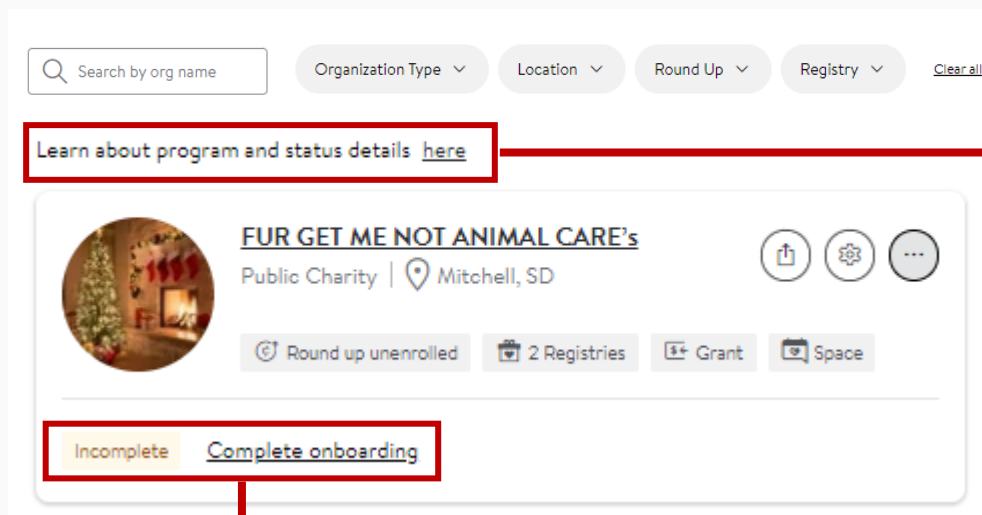 Search by org name
Organization Type
Location
Round Up
Registry
Clear all
Learn about program and status details here
FUR GET ME NOT ANIMAL CARE's
Public Charity | Mitchell, SD
Round up unenrolled
2 Registries
Grant
Space
Incomplete
Complete onboarding